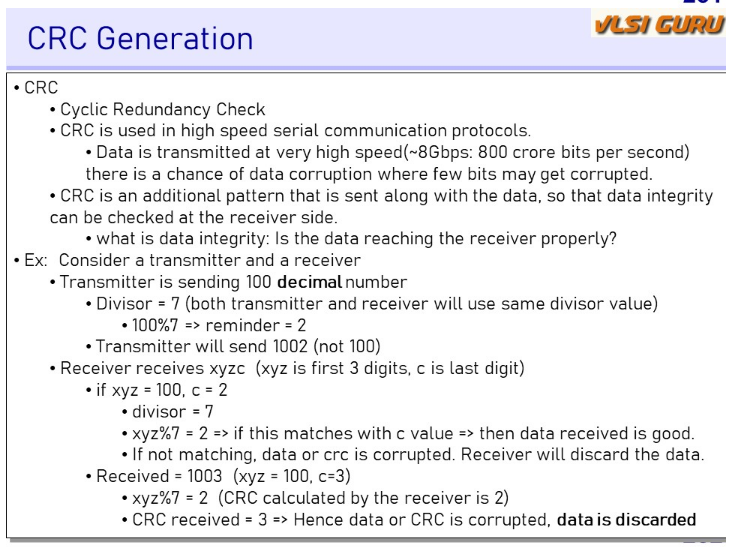 CRC Generation
VLSI GURU
• CRC
• Cyclic Redundancy Check
• CRC is used in high speed serial communication protocols.
• Data is transmitted at very high speed(~8Gbps: 800 crore bits per second)
there is a chance of data corruption where few bits may get corrupted.
• CRC is an additional pattern that is sent along with the data, so that data integrity
can be checked at the receiver side.
• what is data integrity: Is the data reaching the receiver properly?
• Ex: Consider a transmitter and a receiver
• Transmitter is sending 100 decimal number
• Divisor = 7 (both transmitter and receiver will use same divisor value)
• 100%7 => reminder = 2
• Transmitter will send 1002 (not 100)
• Receiver receives xyzc (xyz is first 3 digits, c is last digit)
• if xyz = 100, c = 2
• divisor = 7
• xyz%7 = 2 => if this matches with c value => then data received is good.
• If not matching, data or crc is corrupted. Receiver will discard the data.
• Received = 1003 (xyz = 100, c=3)
• xyz%7 = 2 (CRC calculated by the receiver is 2)
• CRC received = 3 => Hence data or CRC is corrupted, data is discarded